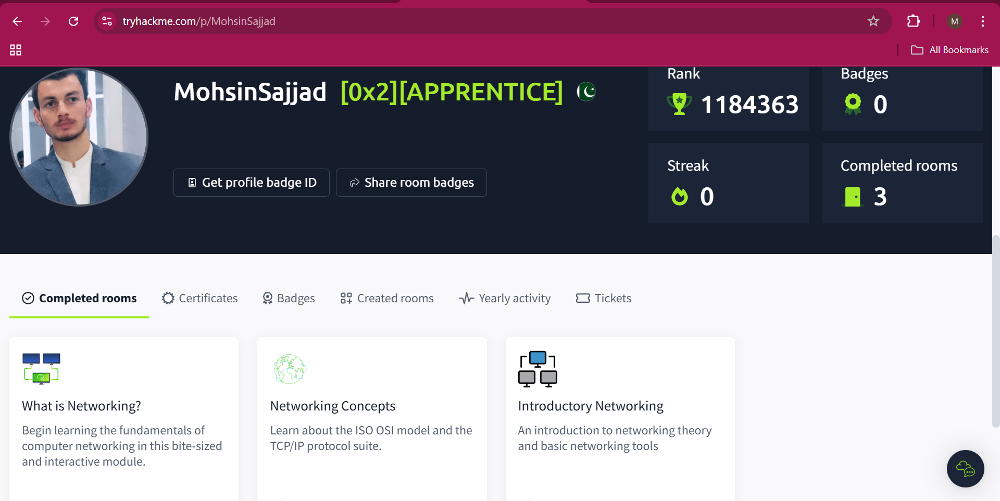 tryhackme.com/p/MohsinSajjad
M
All Bookmarks
MohsinSajjad [0x2][APPRENTICE]
Rank
1184363
Badges
0
Get profile badge ID
Share room badges
Streak
0
Completed rooms
3
Completed rooms
Certificates
Badges
Created rooms
Yearly activity
Tickets
What is Networking?
Begin learning the fundamentals of
computer networking in this bite-sized
and interactive module.
Networking Concepts
Learn about the ISO OSI model and the
TCP/IP protocol suite.
Introductory Networking
An introduction to networking theory
and basic networking tools